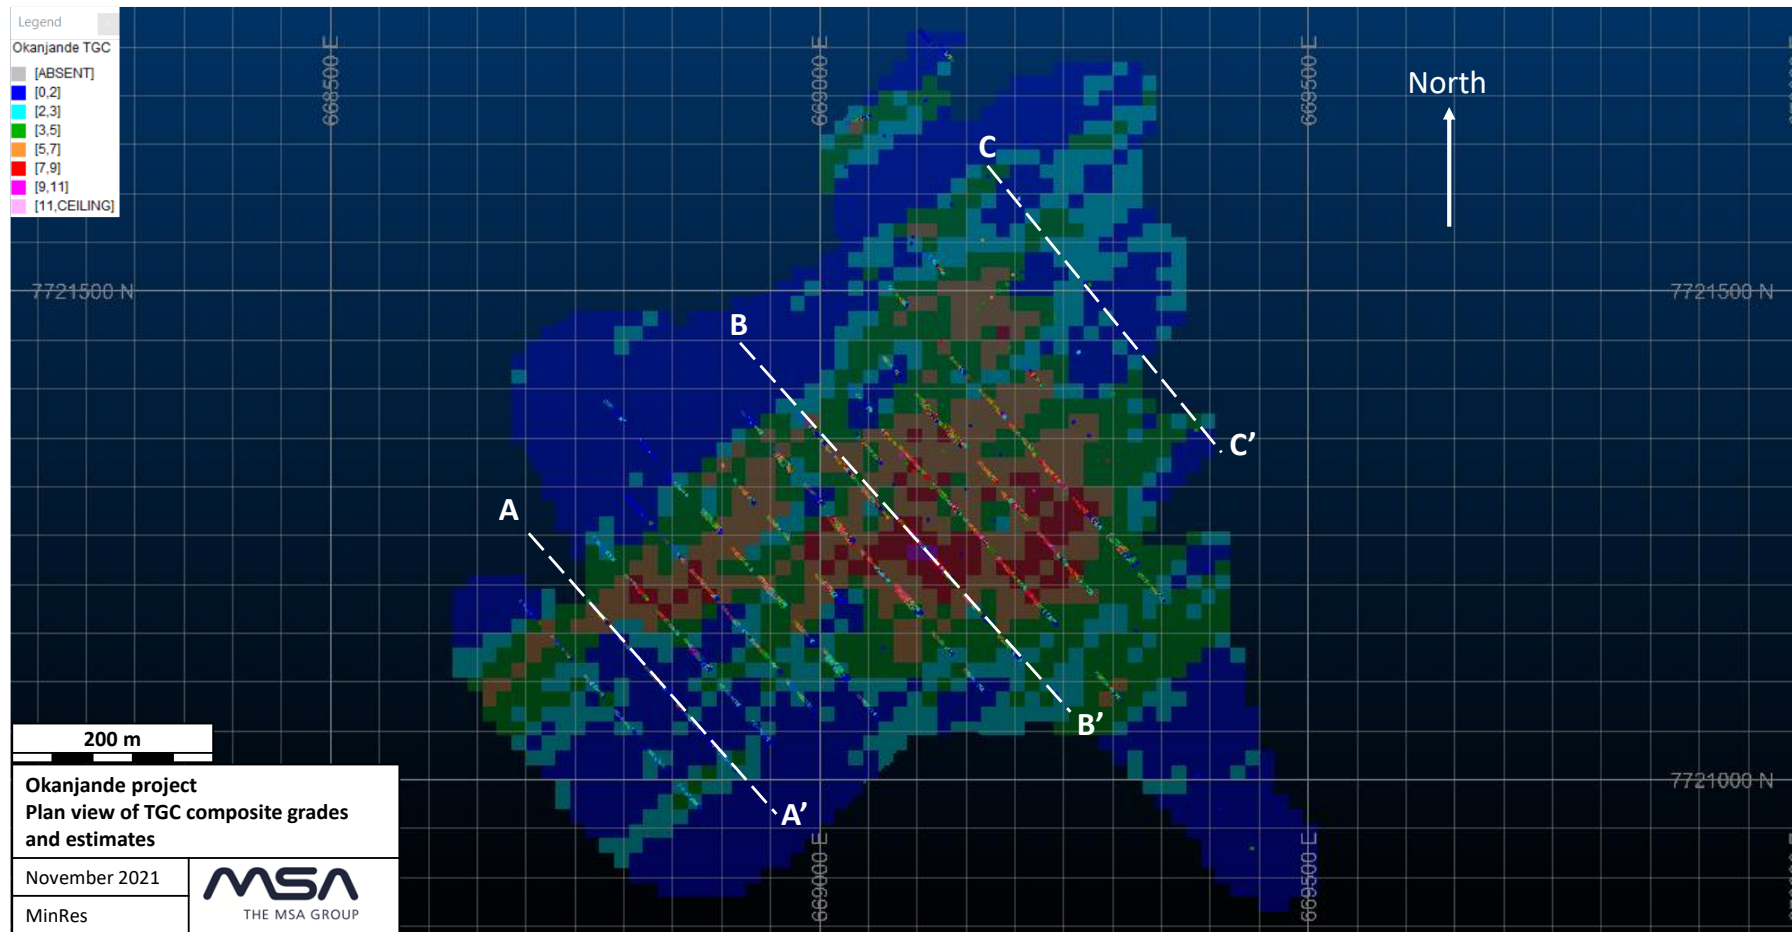 Legend
Okanjande TGC
[ABSENT]
[0,2]
[2,3]
[3,5]
[5,7]
[7,9]
[9,11]
[11,CEILING]
668500 E
669000 E
669500 E
North
C
7721500 N
7721500 N
B
C’
A
B’
7721000 N
A’
669000 E
669500 E
200 m
Okanjande project
Plan view of TGC composite grades
and estimates
November 2021
MinRes
MSA
THE MSA GROUP